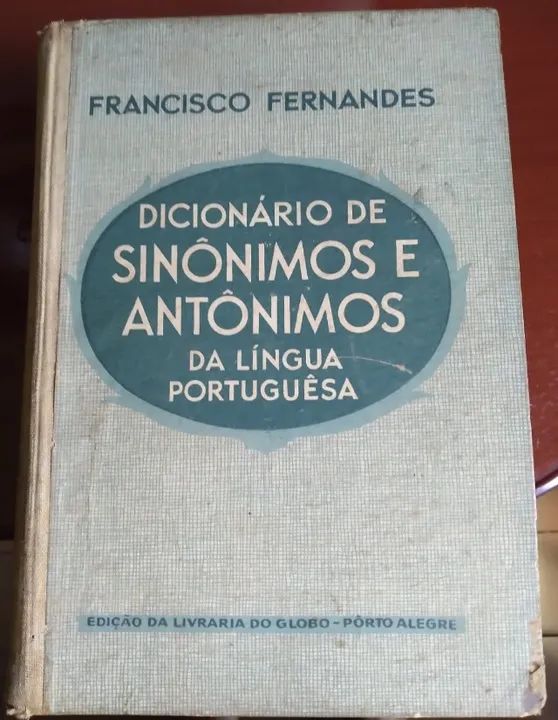 FRANCISCO FERNANDES
DICIONÁRIO DE
SINÔNIMOS E
ANTÔNIMOS
DA LÍNGUA
PORTUGUÊSA
EDIÇÃO DA LIVRARIA DO GLOBO - PÔRTO ALEGRE